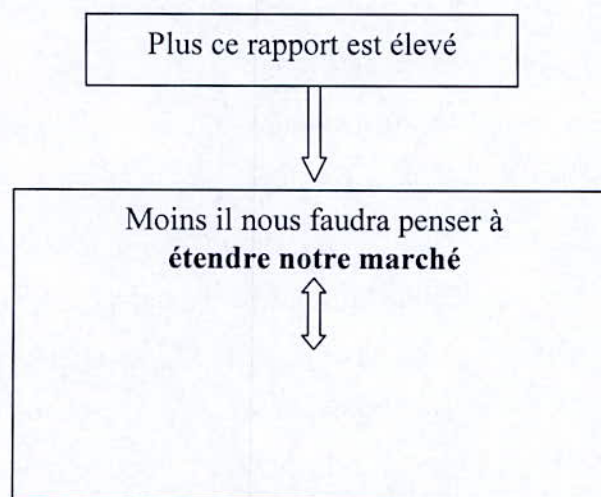 Plus ce rapport est élevé
Moins il nous faudra penser à
étendre notre marché